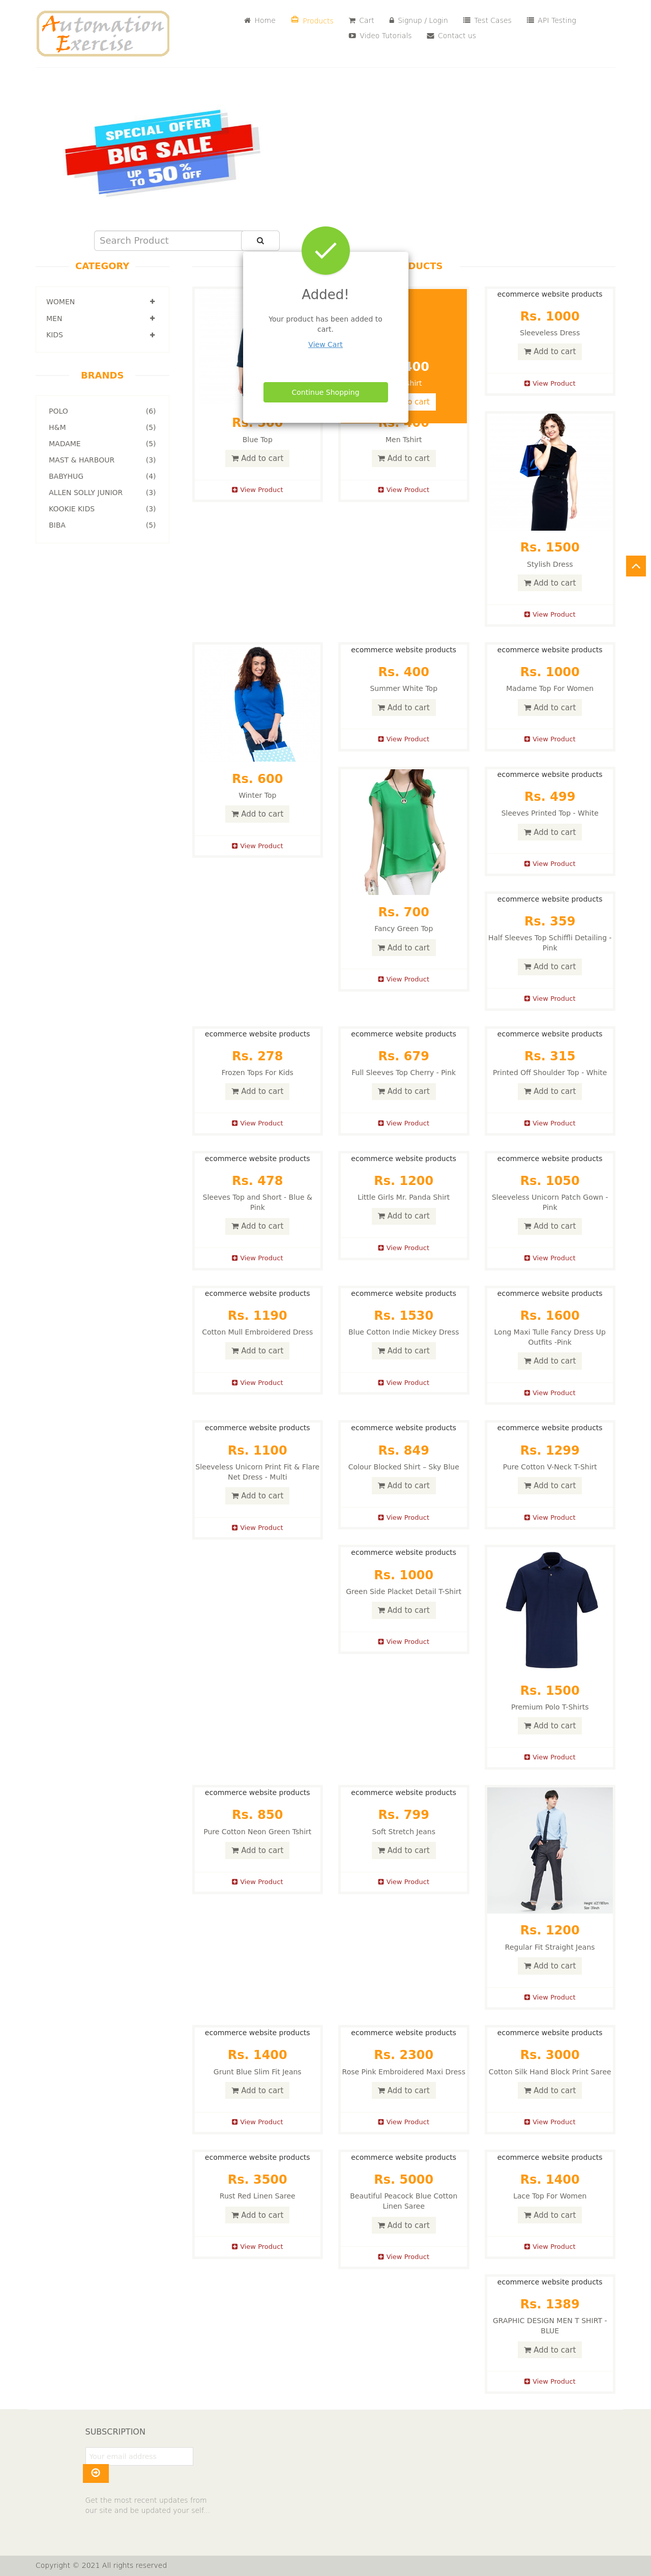 Automation
Exercise
Home
Products
Cart
Signup / Login
Test Cases
API Testing
Video Tutorials
Contact us
SPECIAL OFFER
BIG SALE
UP TO 50% OFF
Search Product
CATEGORY
WOMEN
MEN
KIDS
BRANDS
POLO (6)
H&M (5)
MADAME (5)
MAST & HARBOUR (3)
BABYHUG (4)
ALLEN SOLLY JUNIOR (3)
KOOKIE KIDS (3)
BIBA (5)
Added!
Your product has been added to
cart.
View Cart
Continue Shopping
Blue Top
Add to cart
View Product
Men Tshirt
Add to cart
View Product
ecommerce website products
Rs. 1000
Sleeveless Dress
Add to cart
View Product
Rs. 1500
Stylish Dress
Add to cart
View Product
Rs. 600
Winter Top
Add to cart
View Product
ecommerce website products
Rs. 400
Summer White Top
Add to cart
View Product
ecommerce website products
Rs. 1000
Madame Top For Women
Add to cart
View Product
Rs. 700
Fancy Green Top
Add to cart
View Product
ecommerce website products
Rs. 499
Sleeves Printed Top - White
Add to cart
View Product
ecommerce website products
Rs. 359
Half Sleeves Top Schiffli Detailing -
Pink
Add to cart
View Product
ecommerce website products
Rs. 278
Frozen Tops For Kids
Add to cart
View Product
ecommerce website products
Rs. 679
Full Sleeves Top Cherry - Pink
Add to cart
View Product
ecommerce website products
Rs. 315
Printed Off Shoulder Top - White
Add to cart
View Product
ecommerce website products
Rs. 478
Sleeves Top and Short - Blue &
Pink
Add to cart
View Product
ecommerce website products
Rs. 1200
Little Girls Mr. Panda Shirt
Add to cart
View Product
ecommerce website products
Rs. 1050
Sleeveless Unicorn Patch Gown -
Pink
Add to cart
View Product
ecommerce website products
Rs. 1190
Cotton Mull Embroidered Dress
Add to cart
View Product
ecommerce website products
Rs. 1530
Blue Cotton Indie Mickey Dress
Add to cart
View Product
ecommerce website products
Rs. 1600
Long Maxi Tulle Fancy Dress Up
Outfits -Pink
Add to cart
View Product
ecommerce website products
Rs. 1100
Sleeveless Unicorn Print Fit & Flare
Net Dress - Multi
Add to cart
View Product
ecommerce website products
Rs. 849
Colour Blocked Shirt – Sky Blue
Add to cart
View Product
ecommerce website products
Rs. 1299
Pure Cotton V-Neck T-Shirt
Add to cart
View Product
ecommerce website products
Rs. 1000
Green Side Placket Detail T-Shirt
Add to cart
View Product
Rs. 1500
Premium Polo T-Shirts
Add to cart
View Product
ecommerce website products
Rs. 850
Pure Cotton Neon Green Tshirt
Add to cart
View Product
ecommerce website products
Rs. 799
Soft Stretch Jeans
Add to cart
View Product
Rs. 1200
Regular Fit Straight Jeans
Add to cart
View Product
ecommerce website products
Rs. 1400
Grunt Blue Slim Fit Jeans
Add to cart
View Product
ecommerce website products
Rs. 2300
Rose Pink Embroidered Maxi Dress
Add to cart
View Product
ecommerce website products
Rs. 3000
Cotton Silk Hand Block Print Saree
Add to cart
View Product
ecommerce website products
Rs. 3500
Rust Red Linen Saree
Add to cart
View Product
ecommerce website products
Rs. 5000
Beautiful Peacock Blue Cotton
Linen Saree
Add to cart
View Product
ecommerce website products
Rs. 1400
Lace Top For Women
Add to cart
View Product
ecommerce website products
Rs. 1389
GRAPHIC DESIGN MEN T SHIRT -
BLUE
Add to cart
View Product
SUBSCRIPTION
Your email address
Get the most recent updates from
our site and be updated your self...
Copyright © 2021 All rights reserved